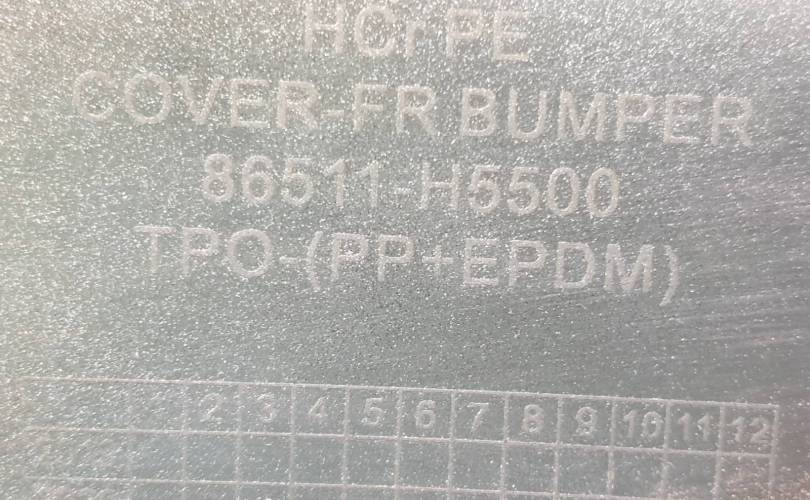 HCr PE
COVER-FR BUMPER
86511-H5500
TPO-(PP+EPDM)
2 3 4 5 6 7 8 9 10 11 12